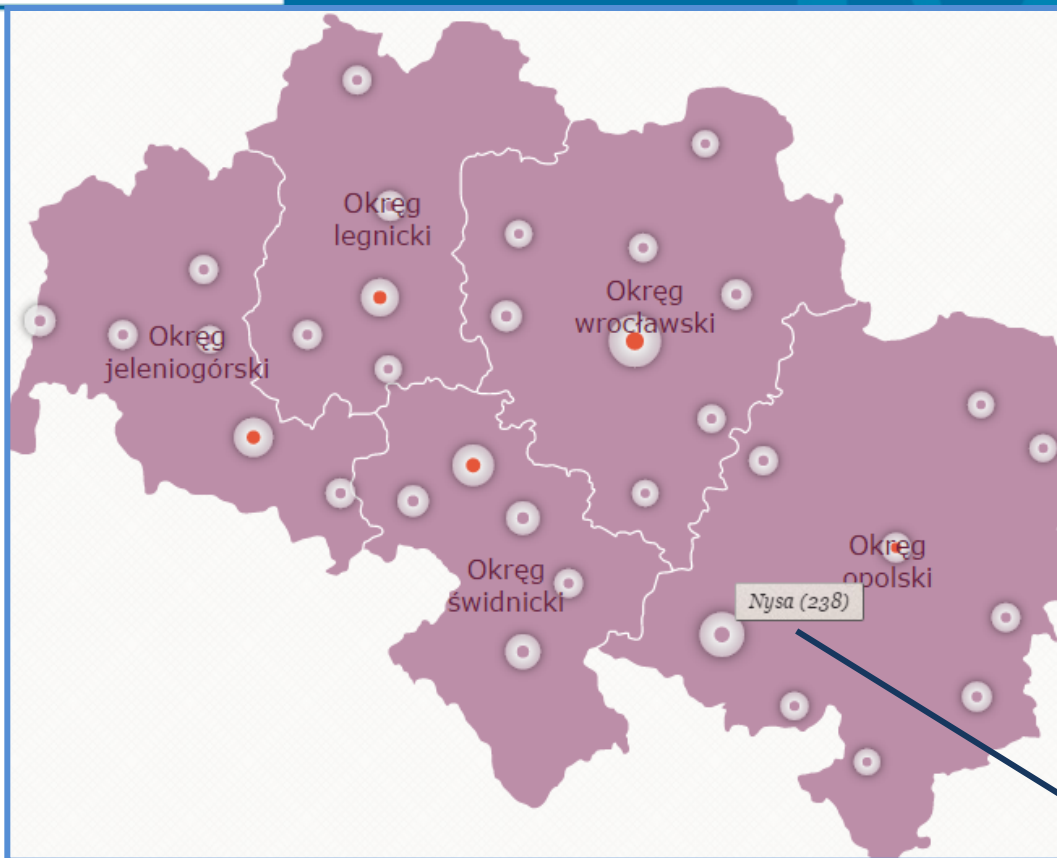 Okręg
legnicki
Okręg
wrocławski
Okręg
jeleniogórski
Okręg
opolski
Okręg
świdnicki
Nysa (238)